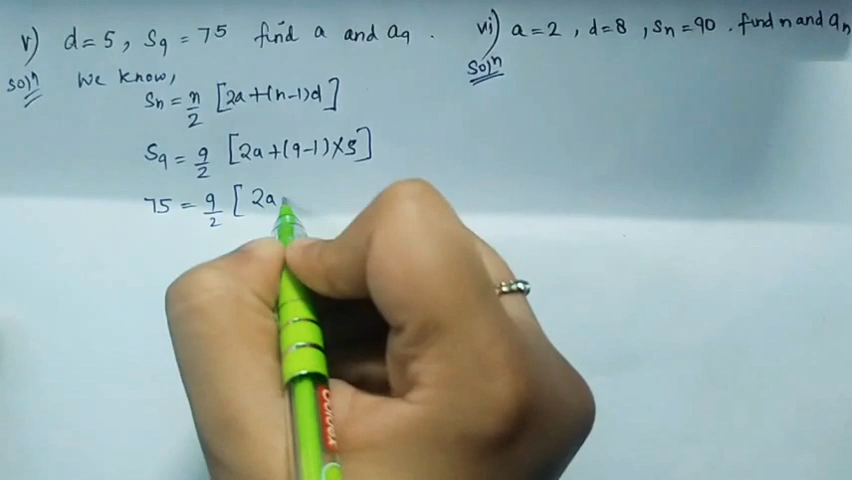 v) d = 5, S9 = 75 find a and a9.
Soln We know,
Sn = n/2 [2a+(n-1)d]
S9 = 9/2 [2a+(9-1)×5]
75 = 9/2 [2a
vi) a = 2, d = 8, Sn = 90. find n and an
Soln